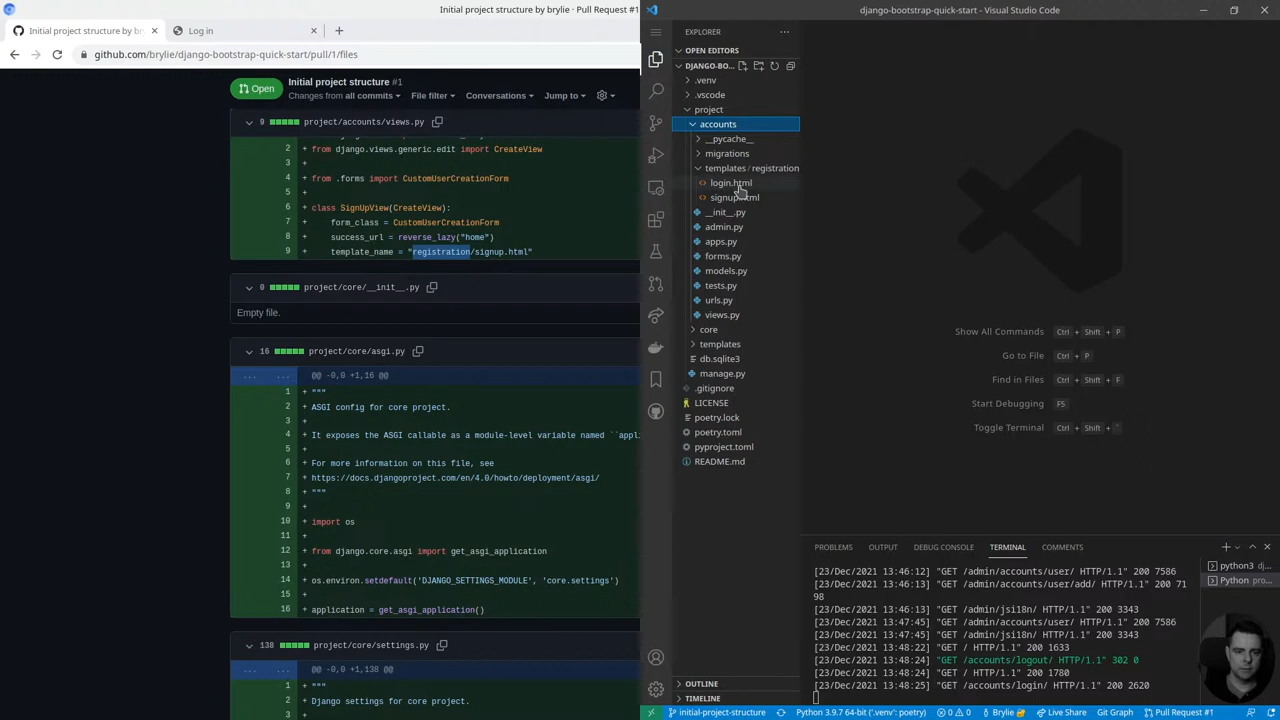 Initial project structure by brylie · Pull Request #1
Initial project structure by b
Log in
github.com/brylie/django-bootstrap-quick-start/pull/1/files
Open
Initial project structure #1
Changes from all commits
File filter
Conversations
Jump to
9 project/accounts/views.py
2 + from django.views.generic.edit import CreateView
3 +
4 + from .forms import CustomUserCreationForm
5 +
6 + class SignUpView(CreateView):
7 + form_class = CustomUserCreationForm
8 + success_url = reverse_lazy("home")
9 + template_name = "registration/signup.html"
0 project/core/__init__.py
Empty file.
16 project/core/asgi.py
... ... @@ -0,0 +1,16 @@
1 + """
2 + ASGI config for core project.
3 +
4 + It exposes the ASGI callable as a module-level variable named ``appli
5 +
6 + For more information on this file, see
7 + https://docs.djangoproject.com/en/4.0/howto/deployment/asgi/
8 + """
9 +
10 + import os
11 +
12 + from django.core.asgi import get_asgi_application
13 +
14 + os.environ.setdefault('DJANGO_SETTINGS_MODULE', 'core.settings')
15 +
16 + application = get_asgi_application()
138 project/core/settings.py
... ... @@ -0,0 +1,138 @@
1 + """
2 + Django settings for core project.
3 +
django-bootstrap-quick-start - Visual Studio Code
EXPLORER
OPEN EDITORS
DJANGO-BO...
.venv
.vscode
project
accounts
__pycache__
migrations
templates / registration
login.html
signup.html
__init__.py
admin.py
apps.py
forms.py
models.py
tests.py
urls.py
views.py
core
templates
db.sqlite3
manage.py
.gitignore
LICENSE
poetry.lock
poetry.toml
pyproject.toml
README.md
OUTLINE
TIMELINE
Show All Commands Ctrl + Shift + P
Go to File Ctrl + P
Find in Files Ctrl + Shift + F
Start Debugging F5
Toggle Terminal Ctrl + Shift + `
PROBLEMS OUTPUT DEBUG CONSOLE TERMINAL COMMENTS
[23/Dec/2021 13:46:12] "GET /admin/accounts/user/ HTTP/1.1" 200 7586
[23/Dec/2021 13:46:13] "GET /admin/accounts/user/add/ HTTP/1.1" 200 71
98
[23/Dec/2021 13:46:13] "GET /admin/jsi18n/ HTTP/1.1" 200 3343
[23/Dec/2021 13:47:45] "GET /admin/accounts/user/ HTTP/1.1" 200 7586
[23/Dec/2021 13:47:45] "GET /admin/jsi18n/ HTTP/1.1" 200 3343
[23/Dec/2021 13:48:22] "GET / HTTP/1.1" 200 1633
[23/Dec/2021 13:48:24] "GET /accounts/logout/ HTTP/1.1" 302 0
[23/Dec/2021 13:48:24] "GET / HTTP/1.1" 200 1780
[23/Dec/2021 13:48:25] "GET /accounts/login/ HTTP/1.1" 200 2620
python3 dj...
Python pro...
initial-project-structure
Python 3.9.7 64-bit ('.venv': poetry)
0 0
Brylie
Live Share
Git Graph
Pull Request #1